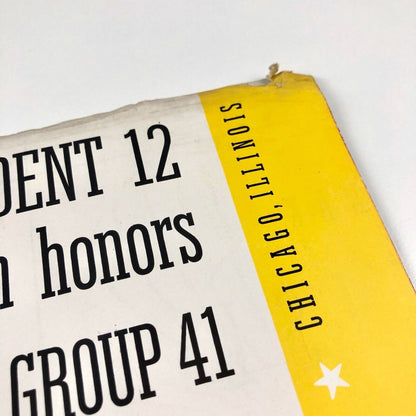 DENT 12
honors
GROUP 41
CHICAGO, ILLINOIS